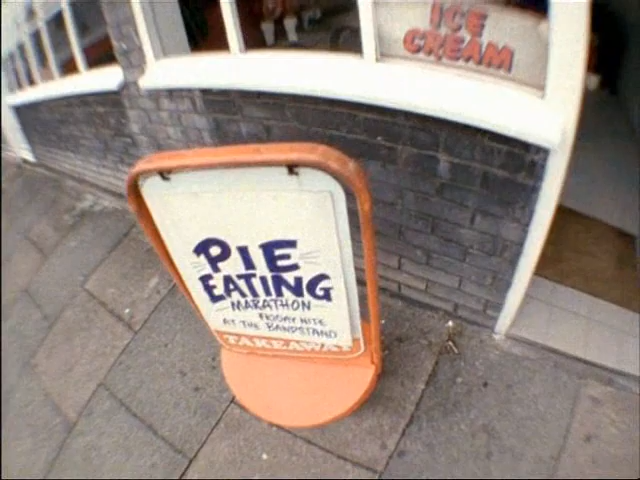 ICE
CREAM
PIE
EATING
MARATHON
FRIDAY NITE
AT THE BANDSTAND
TAKEAWAY